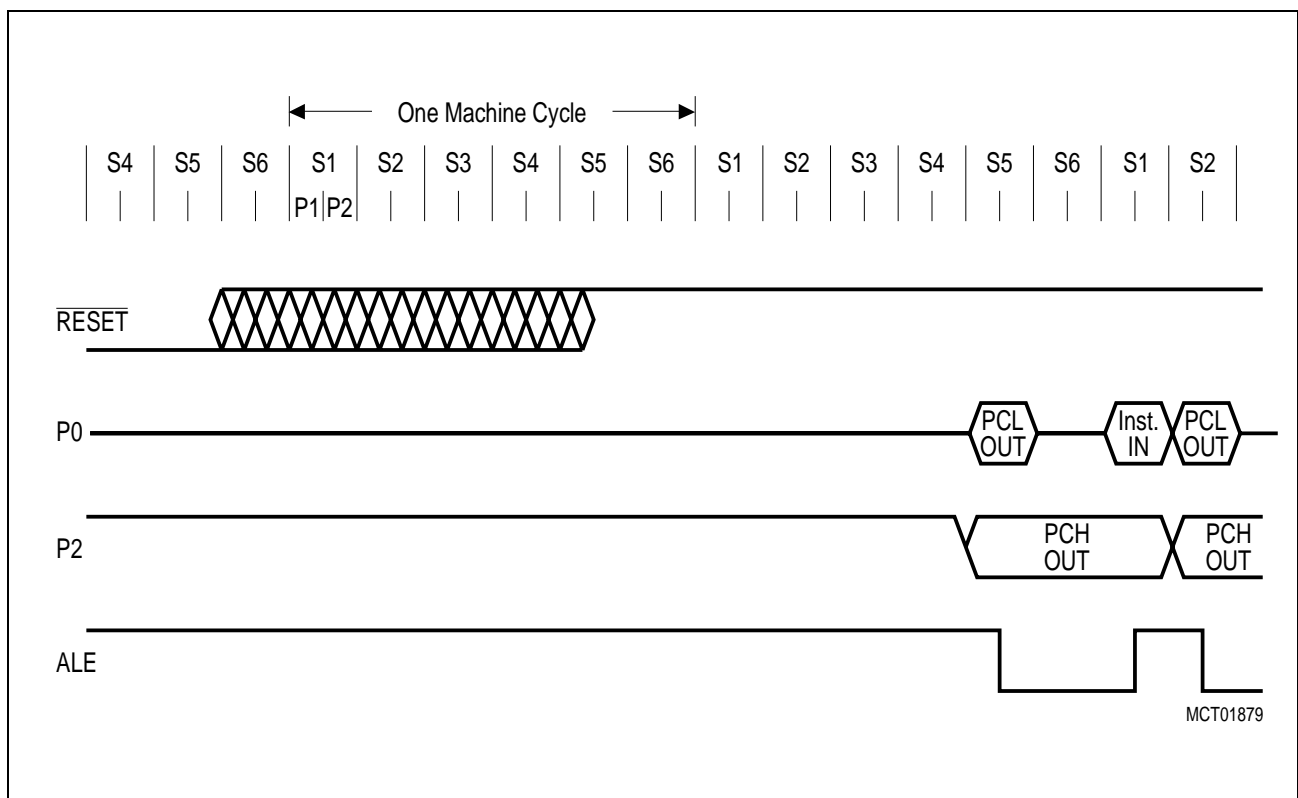 One Machine Cycle
S4 S5 S6 S1 S2 S3 S4 S5 S6 S1 S2 S3 S4 S5 S6 S1 S2
P1 P2
RESET
P0
PCL OUT
Inst. IN
PCL OUT
P2
PCH OUT
PCH OUT
ALE
MCT01879